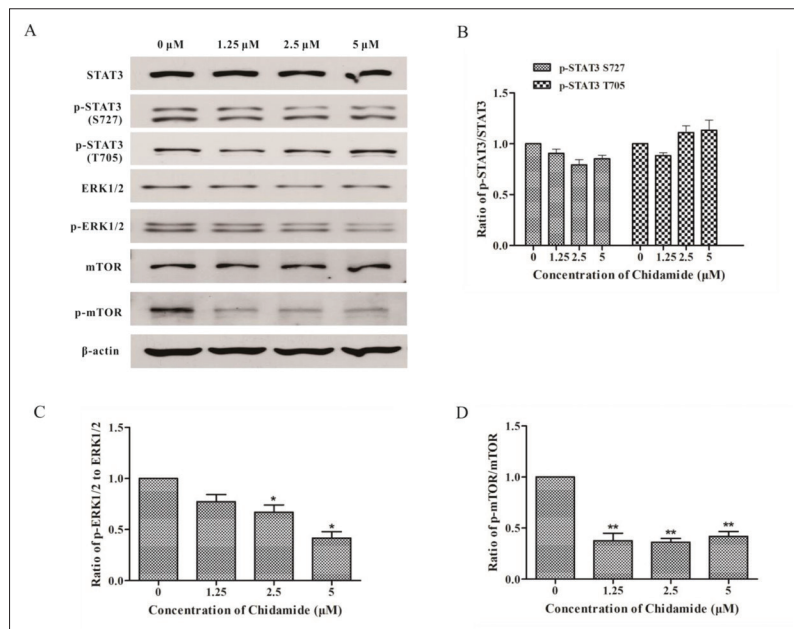 A
0 µM 1.25 µM 2.5 µM 5 µM
STAT3
p-STAT3
(S727)
p-STAT3
(T705)
ERK1/2
p-ERK1/2
mTOR
p-mTOR
β-actin
B
p-STAT3 S727
p-STAT3 T705
Ratio of p-STAT3/STAT3
1.5
1.0
0.5
0.0
0 1.25 2.5 5 0 1.25 2.5 5
Concentration of Chidamide (µM)
C
Ratio of p-ERK1/2 to ERK1/2
1.5
1.0
0.5
0.0
*
*
0 1.25 2.5 5
Concentration of Chidamide (µM)
D
Ratio of p-mTOR/mTOR
1.5
1.0
0.5
0.0
** ** **
0 1.25 2.5 5
Concentration of Chidamide (µM)